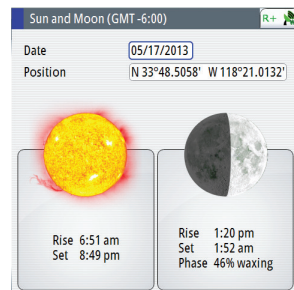 Sun and Moon (GMT -6:00)
R+
Date 05/17/2013
Position N 33°48.5058' W 118°21.0132'
Rise 6:51 am
Set 8:49 pm
Rise 1:20 pm
Set 1:52 am
Phase 46% waxing